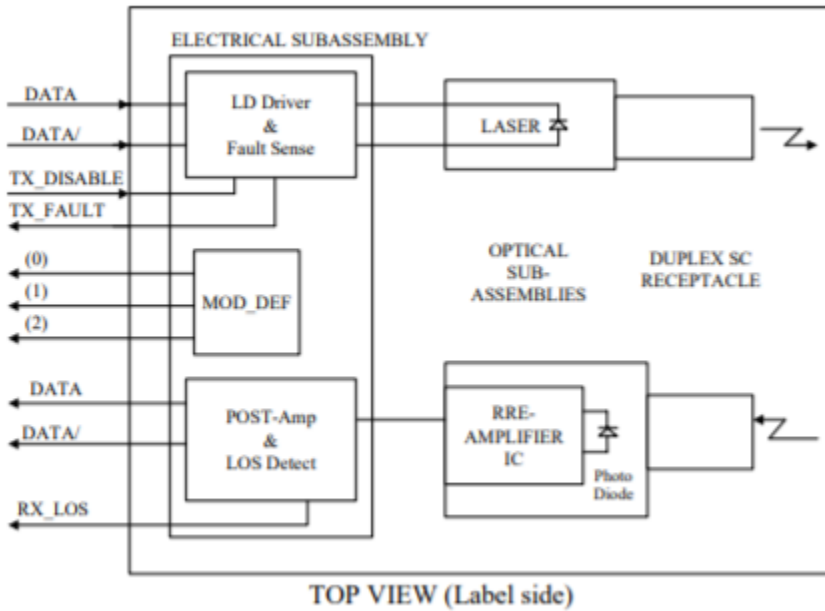 ELECTRICAL SUBASSEMBLY
DATA
DATA/
TX_DISABLE
TX_FAULT
LD Driver
&
Fault Sense
LASER
(0)
(1)
(2)
MOD_DEF
OPTICAL
SUB-
ASSEMBLIES
DUPLEX SC
RECEPTACLE
DATA
DATA/
RX_LOS
POST-Amp
&
LOS Detect
RRE-
AMPLIFIER
IC
Photo
Diode
TOP VIEW (Label side)